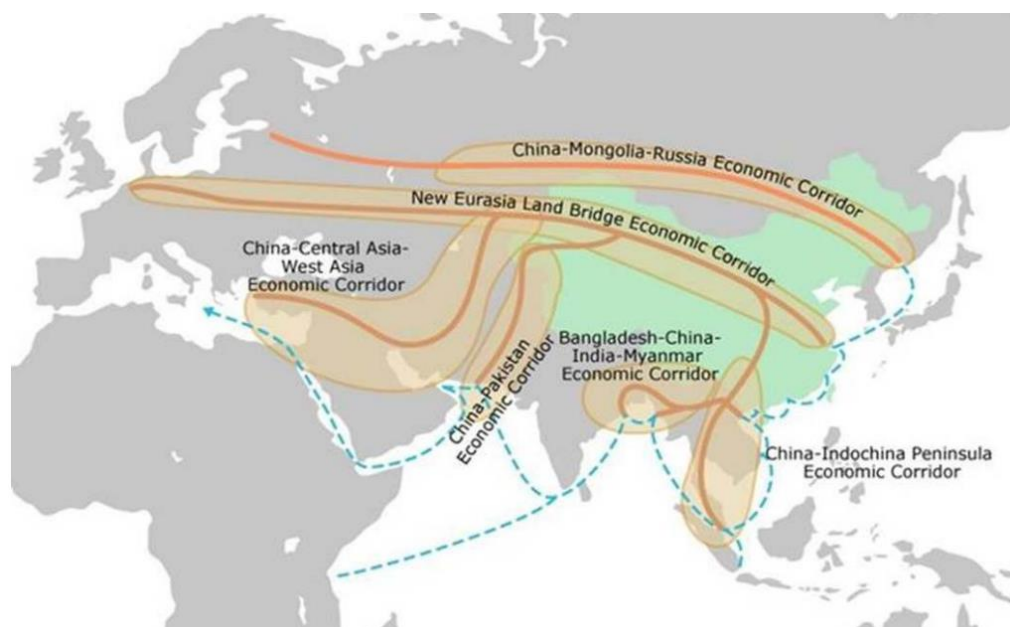 China-Mongolia-Russia Economic Corridor
New Eurasia Land Bridge Economic Corridor
China-Central Asia-
West Asia
Economic Corridor
Bangladesh-China-
India-Myanmar
Economic Corridor
China-Pakistan
Economic Corridor
China-Indochina Peninsula
Economic Corridor